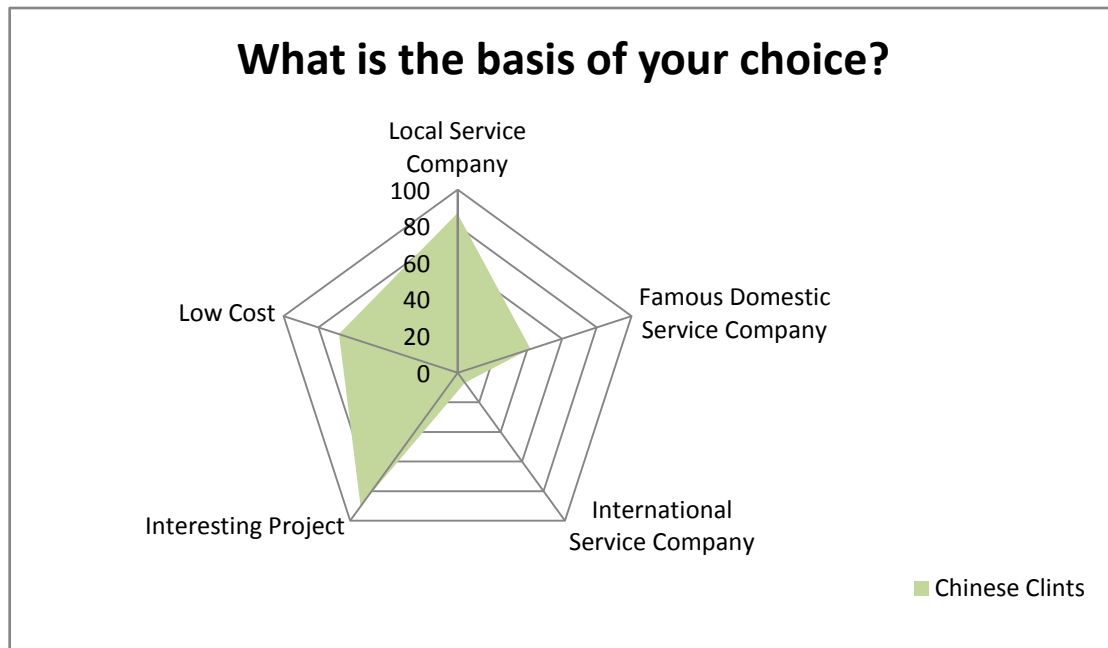 What is the basis of your choice?
Local Service
Company
100
80
60
40
20
0
Famous Domestic
Service Company
Low Cost
Interesting Project
International
Service Company
Chinese Clints